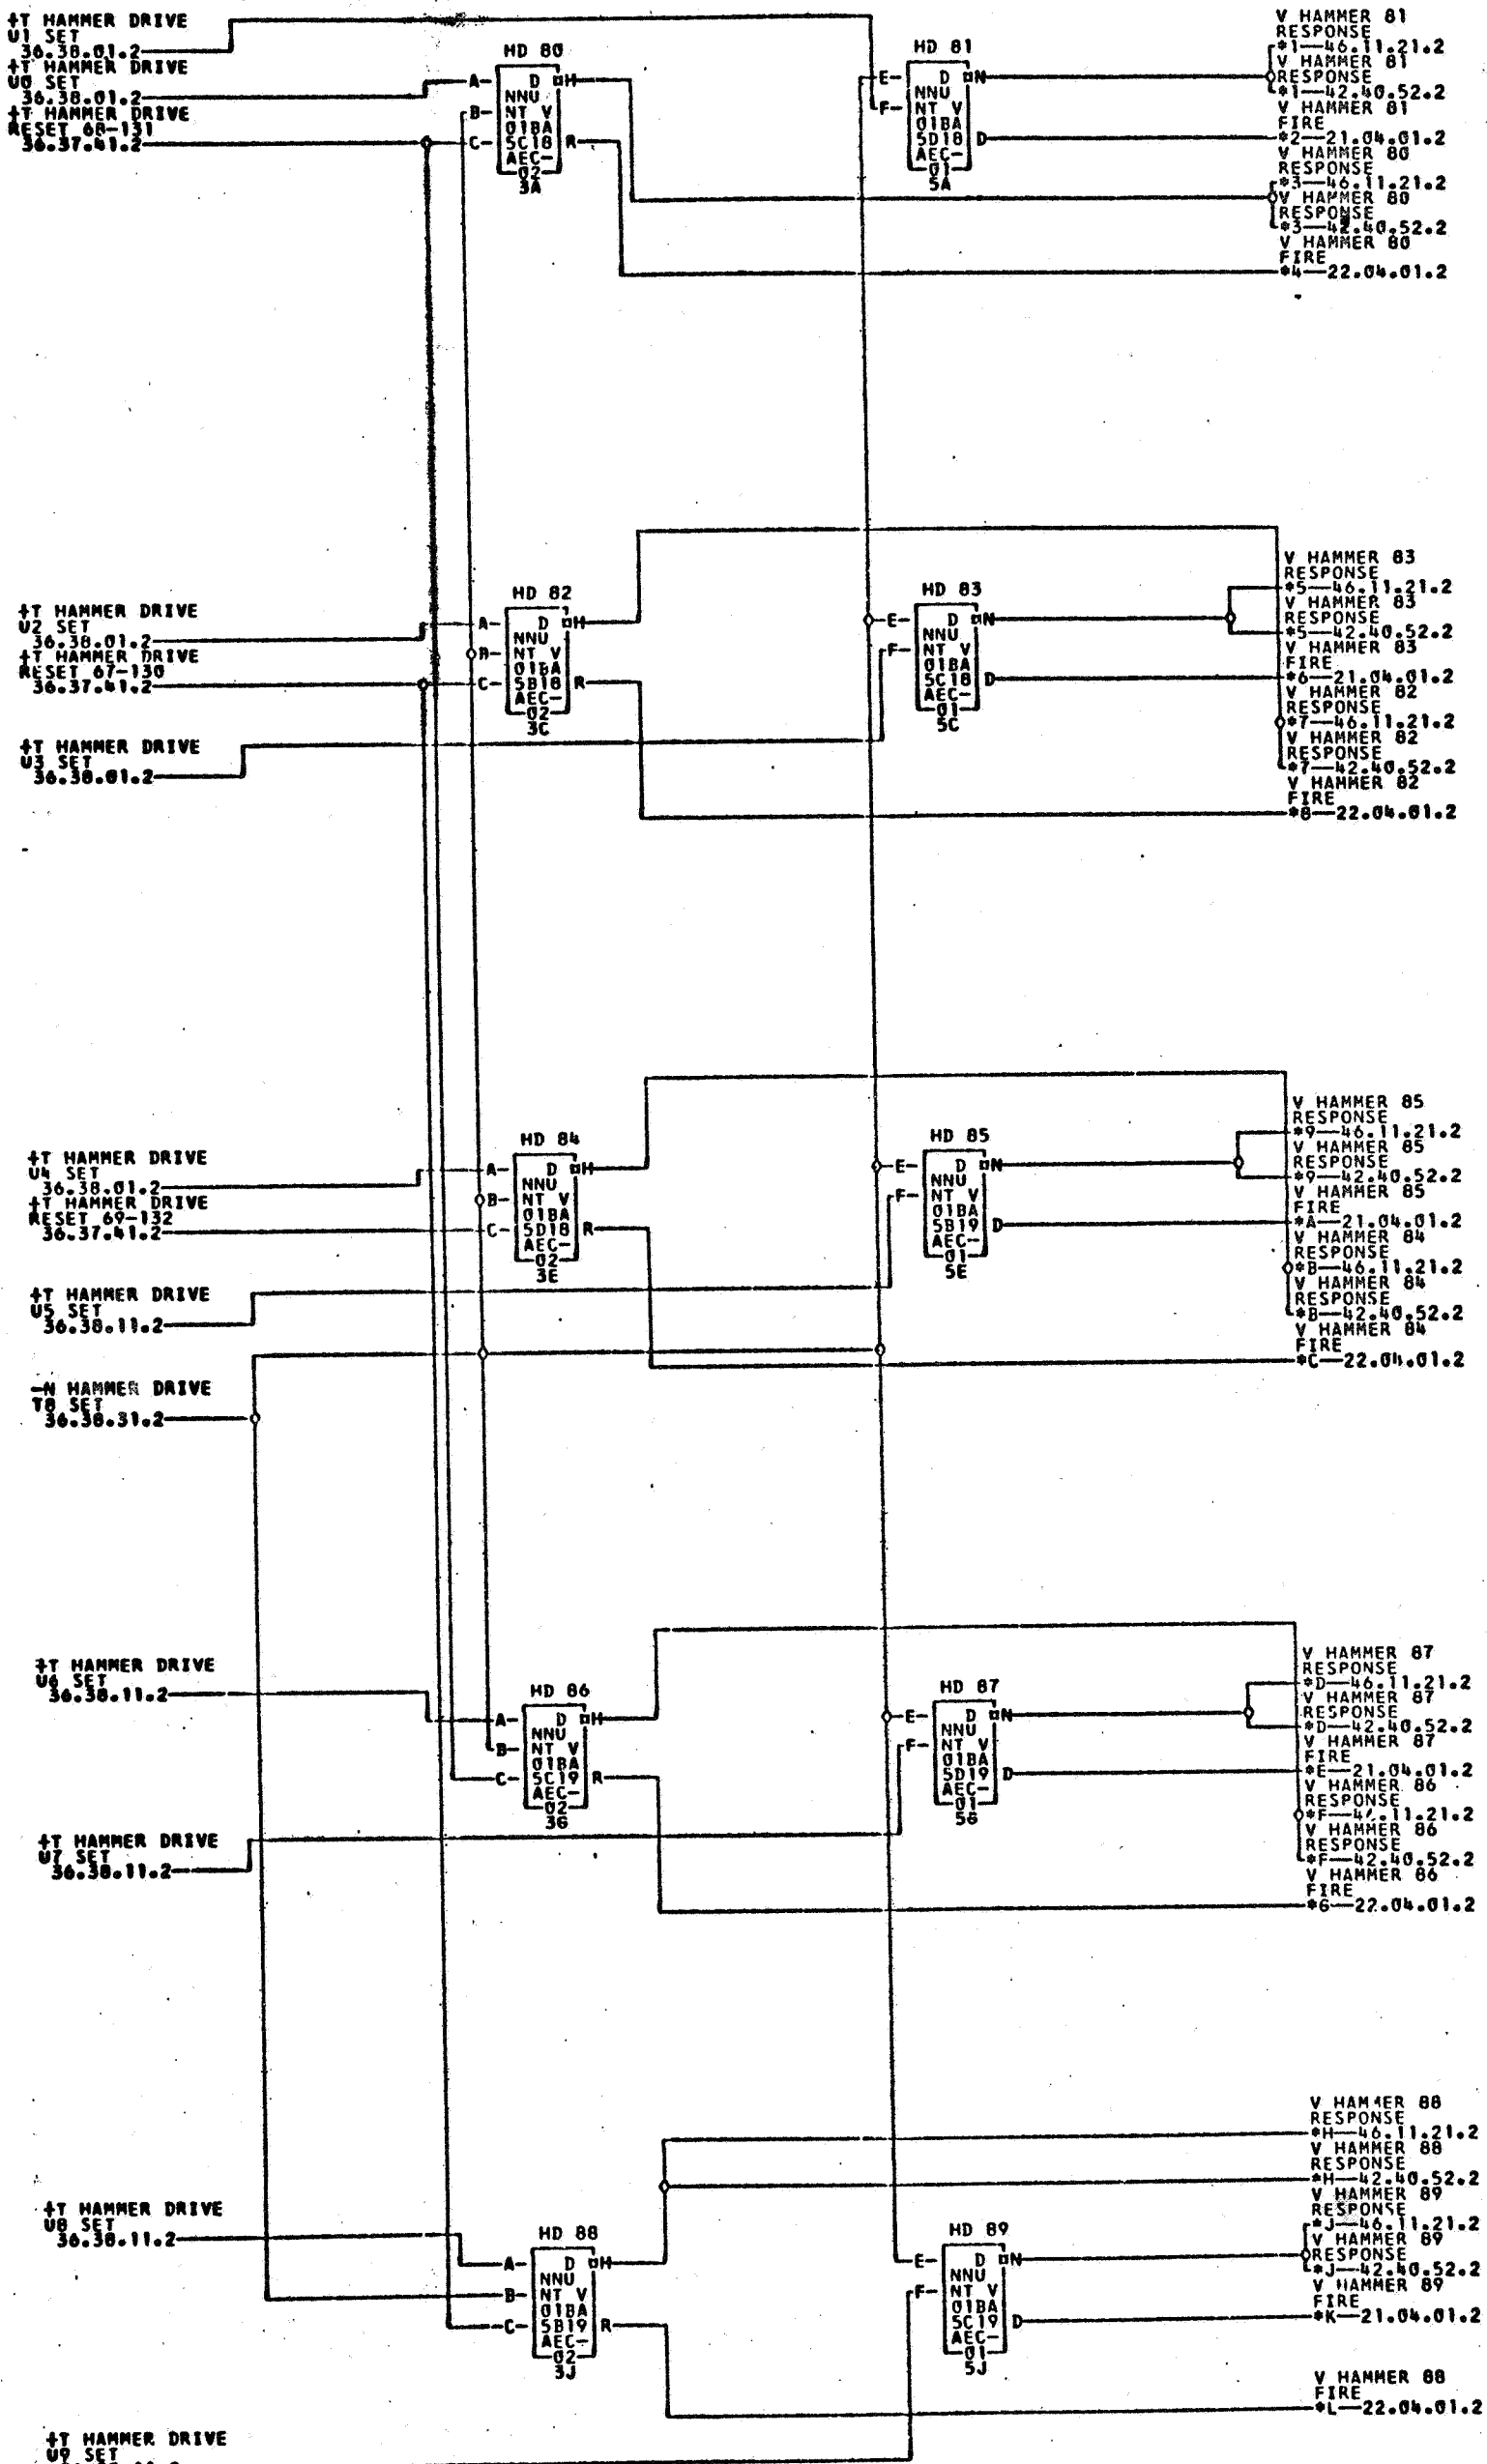 +T HAMMER DRIVE
U1 SET
36.38.01.2
+T HAMMER DRIVE
U0 SET
36.38.01.2
+T HAMMER DRIVE
RESET 68-131
36.37.41.2
HD 80
A- D H
NNU
B- NT V
01BA
C- 5C18 R
AEC-
02
3A
HD 81
E- D N
NNU
F- NT V
01BA
5D18 D
AEC-
01
5A
V HAMMER 81
RESPONSE
*1—46.11.21.2
V HAMMER 81
RESPONSE
*1—42.40.52.2
V HAMMER 81
FIRE
*2—21.04.01.2
V HAMMER 80
RESPONSE
*3—46.11.21.2
V HAMMER 80
RESPONSE
*3—42.40.52.2
V HAMMER 80
FIRE
*4—22.04.01.2
+T HAMMER DRIVE
U2 SET
36.38.01.2
+T HAMMER DRIVE
RESET 67-130
36.37.41.2
+T HAMMER DRIVE
U3 SET
36.38.01.2
HD 82
A- D H
NNU
B- NT V
01BA
C- 5B18 R
AEC-
02
3C
HD 83
E- D N
NNU
F- NT V
01BA
5C18 D
AEC-
01
5C
V HAMMER 83
RESPONSE
*5—46.11.21.2
V HAMMER 83
RESPONSE
*5—42.40.52.2
V HAMMER 83
FIRE
*6—21.04.01.2
V HAMMER 82
RESPONSE
*7—46.11.21.2
V HAMMER 82
RESPONSE
*7—42.40.52.2
V HAMMER 82
FIRE
*8—22.04.01.2
+T HAMMER DRIVE
U4 SET
36.38.01.2
+T HAMMER DRIVE
RESET 69-132
36.37.41.2
+T HAMMER DRIVE
U5 SET
36.38.11.2
-N HAMMER DRIVE
T8 SET
36.38.31.2
HD 84
A- D H
NNU
B- NT V
01BA
C- 5D18 R
AEC-
02
3E
HD 85
E- D N
NNU
F- NT V
01BA
5B19 D
AEC-
01
5E
V HAMMER 85
RESPONSE
*9—46.11.21.2
V HAMMER 85
RESPONSE
*9—42.40.52.2
V HAMMER 85
FIRE
*A—21.04.01.2
V HAMMER 84
RESPONSE
*B—46.11.21.2
V HAMMER 84
RESPONSE
*B—42.40.52.2
V HAMMER 84
FIRE
*C—22.04.01.2
+T HAMMER DRIVE
U6 SET
36.38.11.2
+T HAMMER DRIVE
U7 SET
36.38.11.2
HD 86
A- D H
NNU
B- NT V
01BA
C- 5C19 R
AEC-
02
3G
HD 87
E- D N
NNU
F- NT V
01BA
5D19 D
AEC-
01
5G
V HAMMER 87
RESPONSE
*D—46.11.21.2
V HAMMER 87
RESPONSE
*D—42.40.52.2
V HAMMER 87
FIRE
*E—21.04.01.2
V HAMMER 86
RESPONSE
*F—46.11.21.2
V HAMMER 86
RESPONSE
*F—42.40.52.2
V HAMMER 86
FIRE
*G—22.04.01.2
+T HAMMER DRIVE
U8 SET
36.38.11.2
HD 88
A- D H
NNU
B- NT V
01BA
C- 5B19 R
AEC-
02
3J
HD 89
E- D N
NNU
F- NT V
01BA
5C19 D
AEC-
01
5J
V HAMMER 88
RESPONSE
*H—46.11.21.2
V HAMMER 88
RESPONSE
*H—42.40.52.2
V HAMMER 89
RESPONSE
*J—46.11.21.2
V HAMMER 89
RESPONSE
*J—42.40.52.2
V HAMMER 89
FIRE
*K—21.04.01.2
V HAMMER 88
FIRE
*L—22.04.01.2
+T HAMMER DRIVE
U9 SET